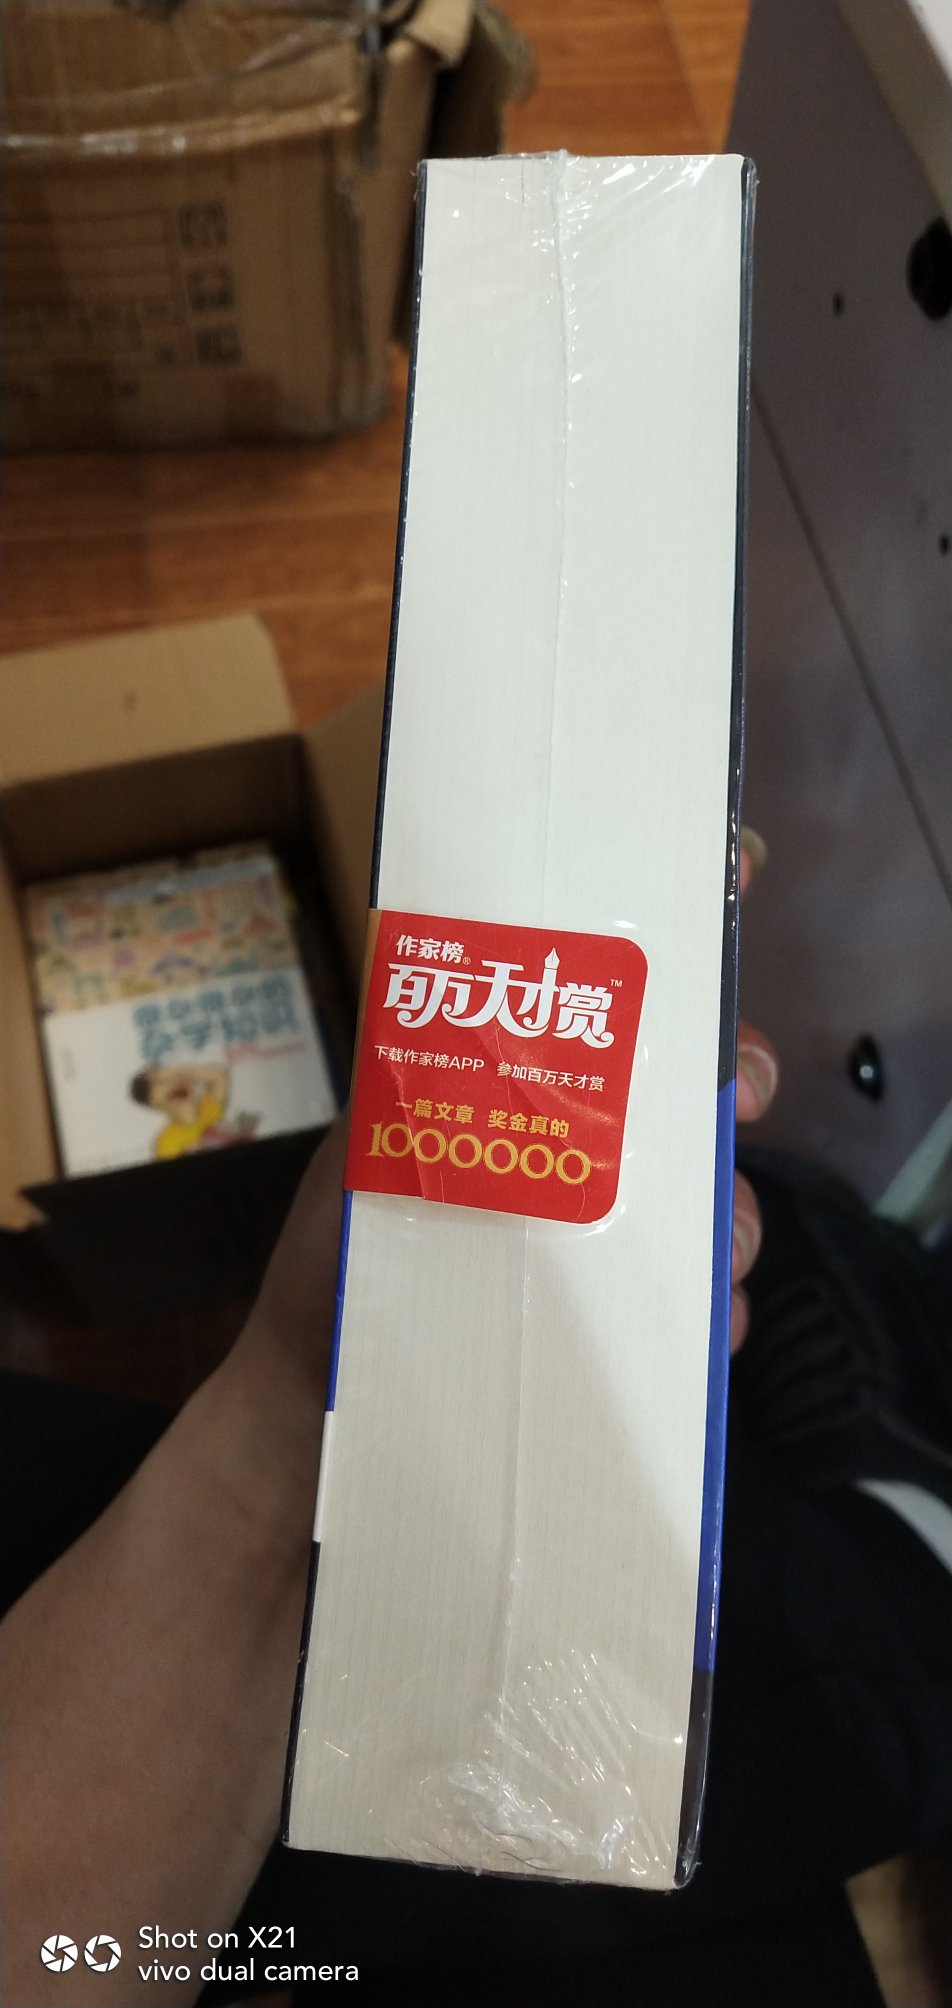 作家榜®
百万天才赏™
下载作家榜APP 参加百万天才赏
一篇文章 奖金真的
1000000
Shot on X21
vivo dual camera